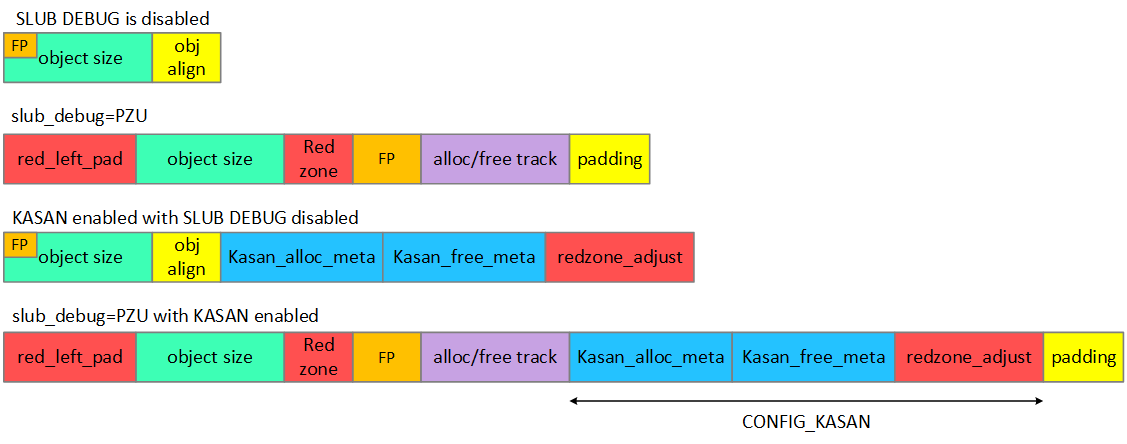 SLUB DEBUG is disabled
FP
object size
obj
align
slub_debug=PZU
red_left_pad
object size
Red
zone
FP
alloc/free track
padding
KASAN enabled with SLUB DEBUG disabled
FP
object size
obj
align
Kasan_alloc_meta
Kasan_free_meta
redzone_adjust
slub_debug=PZU with KASAN enabled
red_left_pad
object size
Red
zone
FP
alloc/free track
Kasan_alloc_meta
Kasan_free_meta
redzone_adjust
padding
CONFIG_KASAN